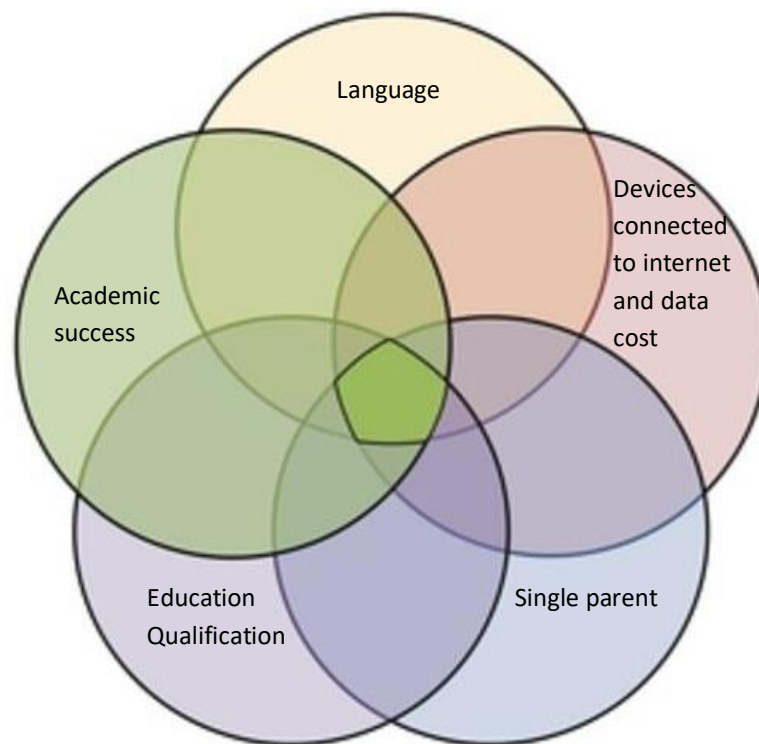 Language
Devices
connected
to internet
and data
cost
Academic
success
Education
Qualification
Single parent